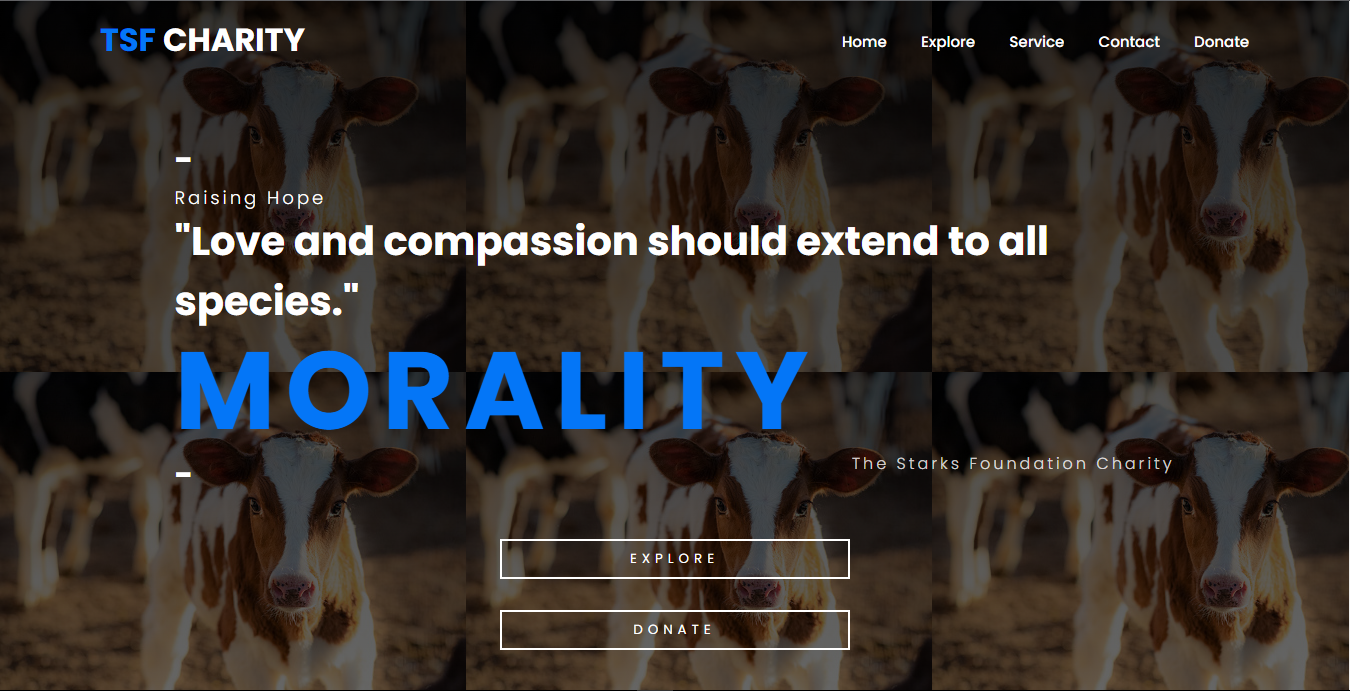 TSF CHARITY
Home Explore Service Contact Donate
-
Raising Hope
"Love and compassion should extend to all
species."
MORALITY
-
The Starks Foundation Charity
EXPLORE
DONATE